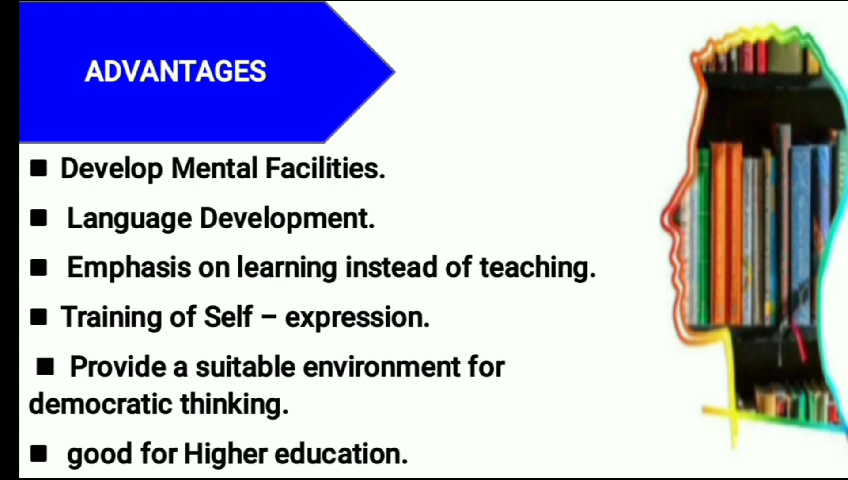 ADVANTAGES
■ Develop Mental Facilities.
■ Language Development.
■ Emphasis on learning instead of teaching.
■ Training of Self – expression.
■ Provide a suitable environment for
democratic thinking.
■ good for Higher education.